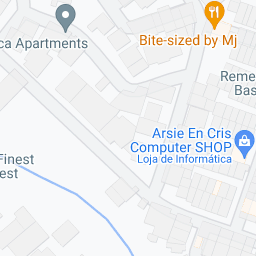 ca Apartments
Bite-sized by Mj
Reme
Bas
Arsie En Cris
Computer SHOP
Loja de Informática
Finest
est